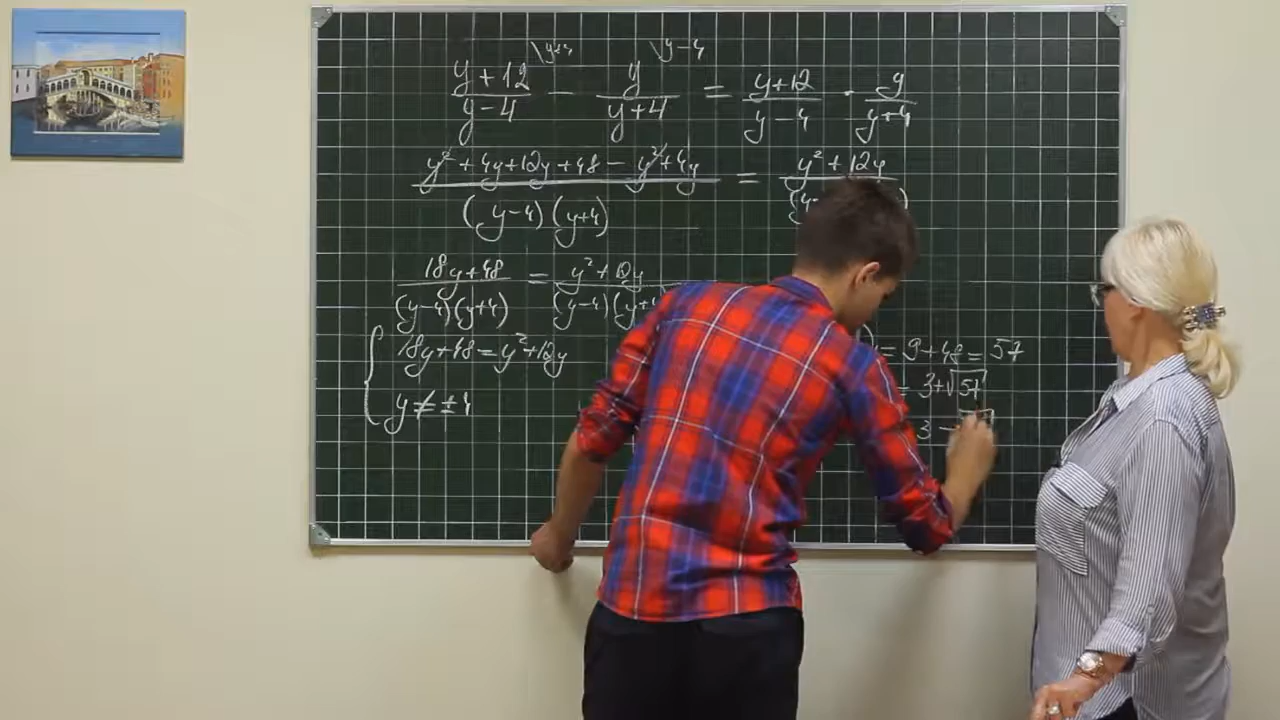 \y+4 \y-4
y+12/y-4 - y/y+4 = y+12/y-4 · y/y+4
y² + 4y+12y+48 - y²+4y/(y-4)(y+4) = y² + 12y/(y-
18y+48/(y-4)(y+4) = y² + 12y/(y-4)(y+4
{ 18y+48 = y²+12y
y ≠ ±4
= 9+48 = 57
= 3+√57
3 -